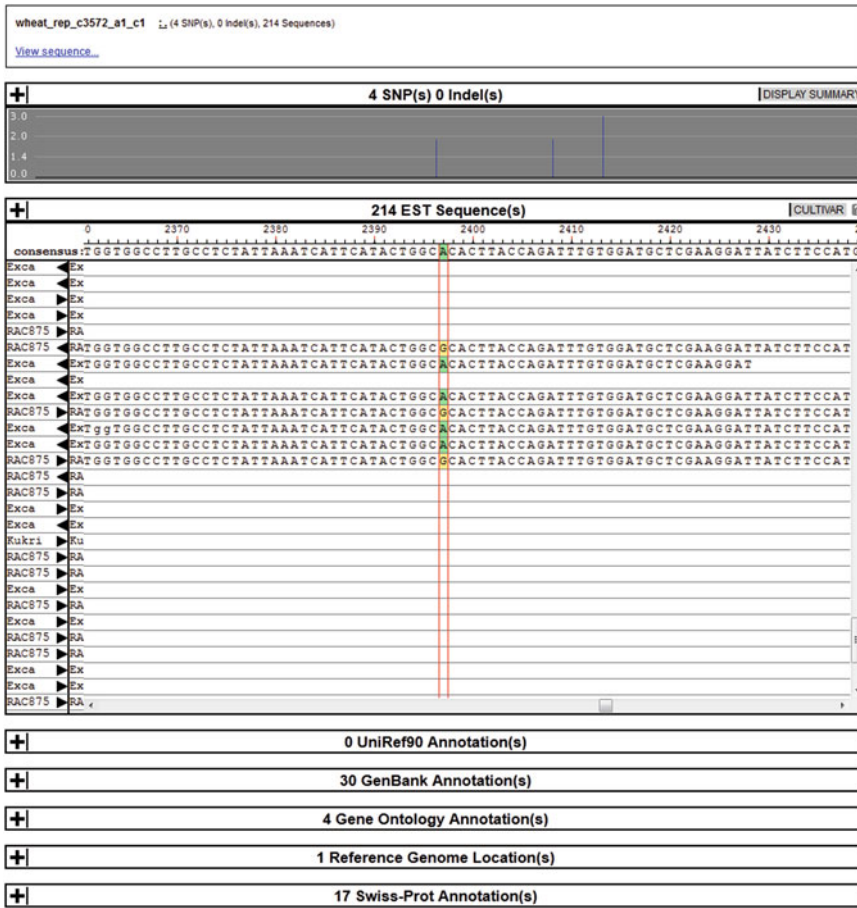 wheat_rep_c3572_a1_c1 :. (4 SNP(s), 0 Indel(s), 214 Sequences)
View sequence...
4 SNP(s) 0 Indel(s)
DISPLAY SUMMARY
3.0
2.0
1.4
0.0
214 EST Sequence(s)
CULTIVAR
0 2370 2380 2390 2400 2410 2420 2430
consensus:TGGTGGCCTTGCCTCTATTAAATCATTCATACTGGCACACTTACCAGATTTGTGGATGCTCGAAGGATTATCTTCCATG
Exca Ex
Exca Ex
Exca Ex
Exca Ex
RAC875 RA
RAC875 RATGGTGGCCTTGCCTCTATTAAATCATTCATACTGGCGCACTTACCAGATTTGTGGATGCTCGAAGGATTATCTTCCAT
Exca ExTGGTGGCCTTGCCTCTATTAAATCATTCATACTGGCACACTTACCAGATTTGTGGATGCTCGAAGGAT
Exca Ex
Exca ExTGGTGGCCTTGCCTCTATTAAATCATTCATACTGGCACACTTACCAGATTTGTGGATGCTCGAAGGATTATCTTCCAT
RAC875 RATGGTGGCCTTGCCTCTATTAAATCATTCATACTGGCGCACTTACCAGATTTGTGGATGCTCGAAGGATTATCTTCCAT
Exca ExTggTGGCCTTGCCTCTATTAAATCATTCATACTGGCACACTTACCAGATTTGTGGATGCTCGAAGGATTATCTTCCAT
Exca ExTGGTGGCCTTGCCTCTATTAAATCATTCATACTGGCACACTTACCAGATTTGTGGATGCTCGAAGGATTATCTTCCAT
RAC875 RATGGTGGCCTTGCCTCTATTAAATCATTCATACTGGCGCACTTACCAGATTTGTGGATGCTCGAAGGATTATCTTCCAT
RAC875 RA
RAC875 RA
Exca Ex
Exca Ex
Kukri Ku
RAC875 RA
RAC875 RA
Exca Ex
RAC875 RA
Exca Ex
RAC875 RA
RAC875 RA
Exca Ex
Exca Ex
RAC875 RA
0 UniRef90 Annotation(s)
30 GenBank Annotation(s)
4 Gene Ontology Annotation(s)
1 Reference Genome Location(s)
17 Swiss-Prot Annotation(s)